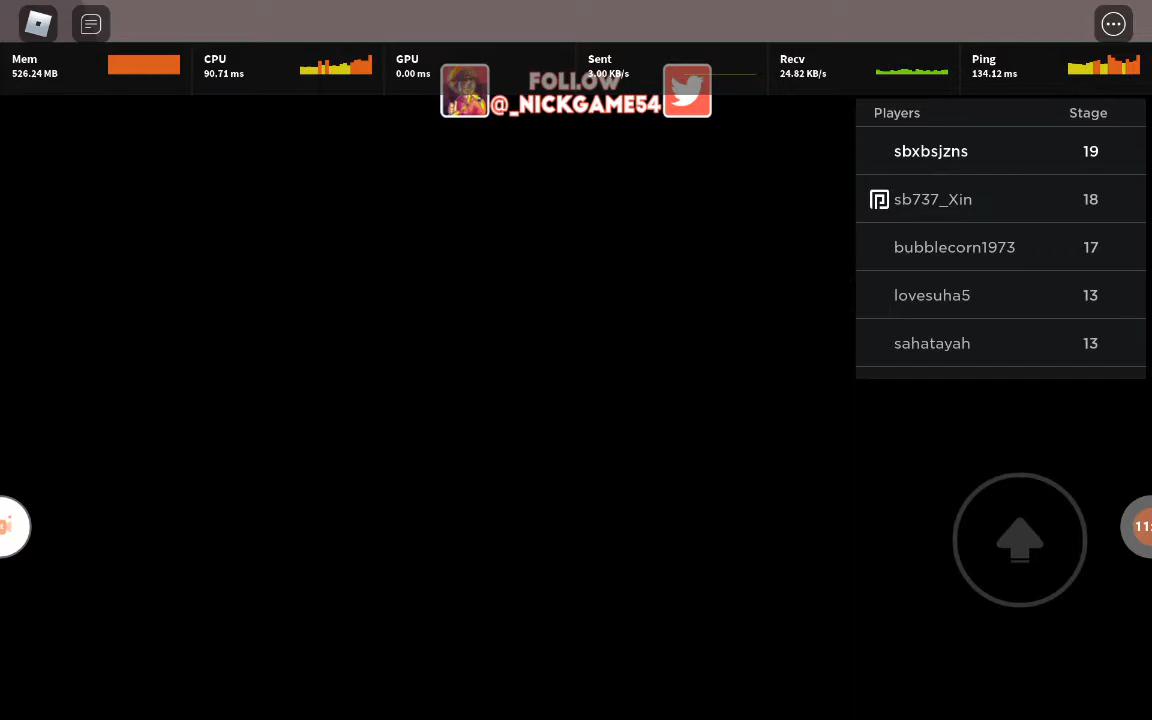 Mem
526.24 MB
CPU
90.71 ms
GPU
0.00 ms
Sent
3.00 KB/s
Recv
24.82 KB/s
Ping
134.12 ms
FOLLOW
@_NICKGAME54
Players Stage
sbxbsjzns 19
sb737_Xin 18
bubblecorn1973 17
lovesuha5 13
sahatayah 13
11: